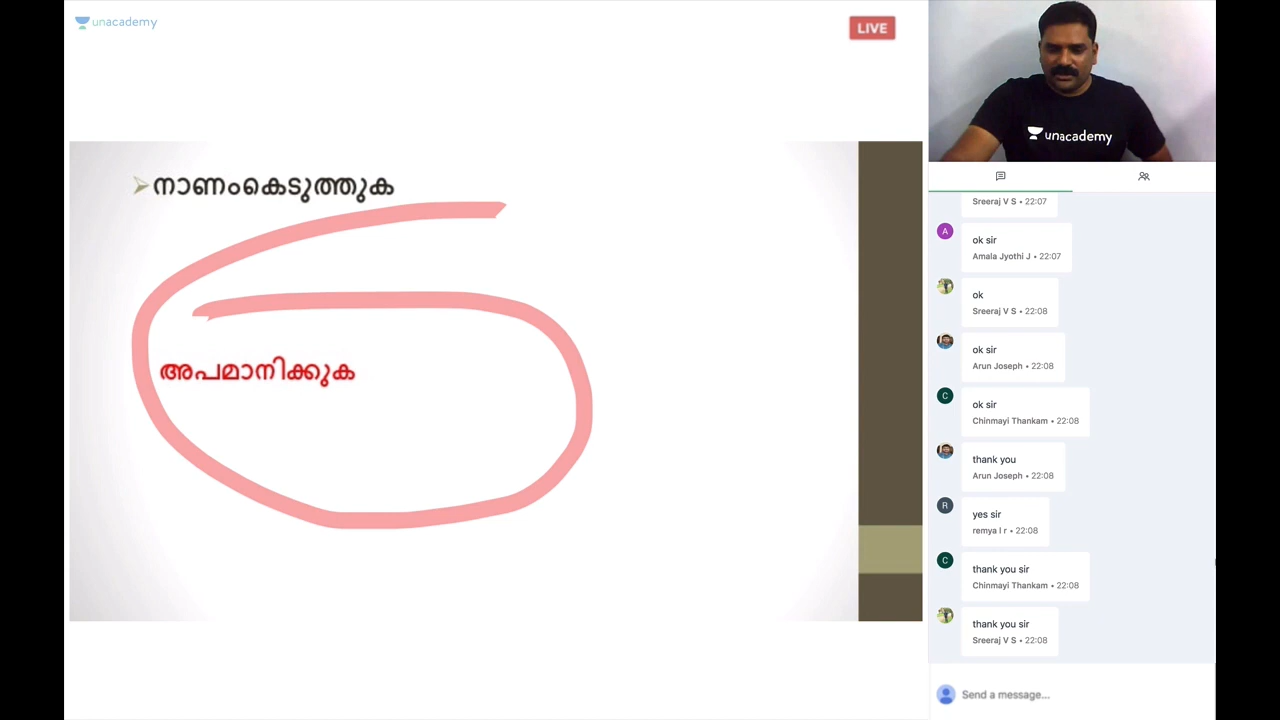 unacademy
LIVE
നാണംകെടുത്തുക
അപമാനിക്കുക
unacademy
Sreeraj V S • 22:07
A
ok sir
Amala Jyothi J • 22:07
ok
Sreeraj V S • 22:08
ok sir
Arun Joseph • 22:08
C
ok sir
Chinmayi Thankam • 22:08
thank you
Arun Joseph • 22:08
R
yes sir
remya l r • 22:08
C
thank you sir
Chinmayi Thankam • 22:08
thank you sir
Sreeraj V S • 22:08
Send a message...